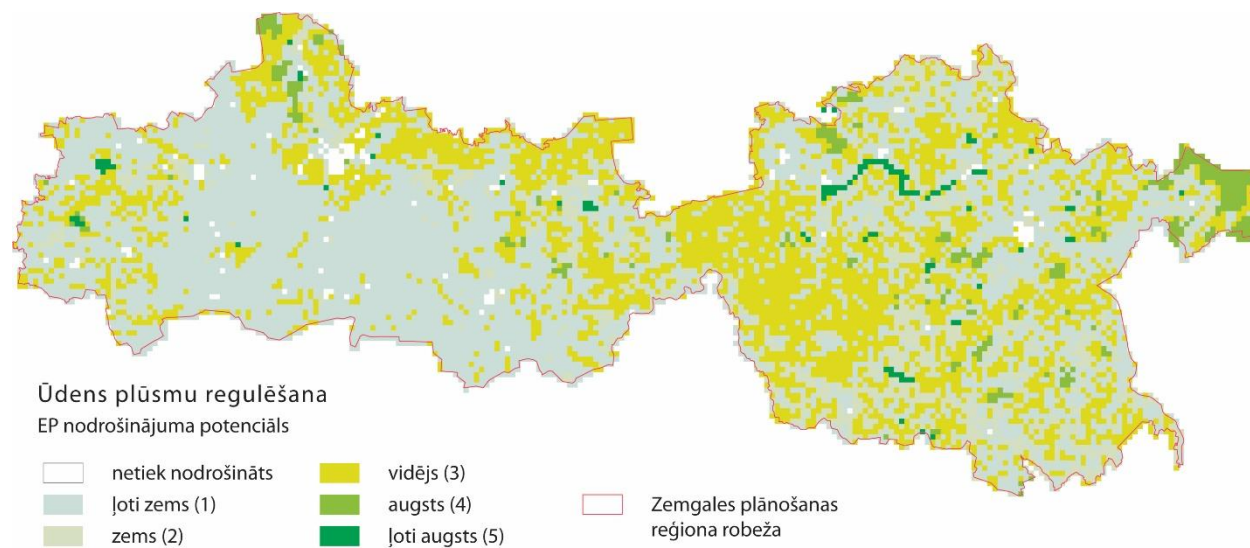 Ūdens plūsmu regulēšana
EP nodrošinājuma potenciāls
netiek nodrošināts
ļoti zems (1)
zems (2)
vidējs (3)
augsts (4)
ļoti augsts (5)
Zemgales plānošanas
reģiona robeža